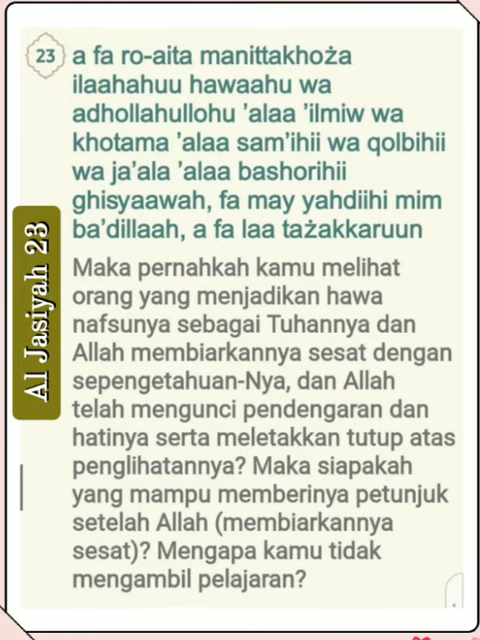 23
a fa ro-aita manittakhoża
ilaahahuu hawaahu wa
adhollahullohu 'alaa 'ilmiw wa
khotama 'alaa sam'ihii wa qolbihii
wa ja'ala 'alaa bashorihii
ghisyaawah, fa may yahdiihi mim
ba'dillaah, a fa laa tażakkaruun
Al Jasiyah 23
Maka pernahkah kamu melihat
orang yang menjadikan hawa
nafsunya sebagai Tuhannya dan
Allah membiarkannya sesat dengan
sepengetahuan-Nya, dan Allah
telah mengunci pendengaran dan
hatinya serta meletakkan tutup atas
penglihatannya? Maka siapakah
yang mampu memberinya petunjuk
setelah Allah (membiarkannya
sesat)? Mengapa kamu tidak
mengambil pelajaran?